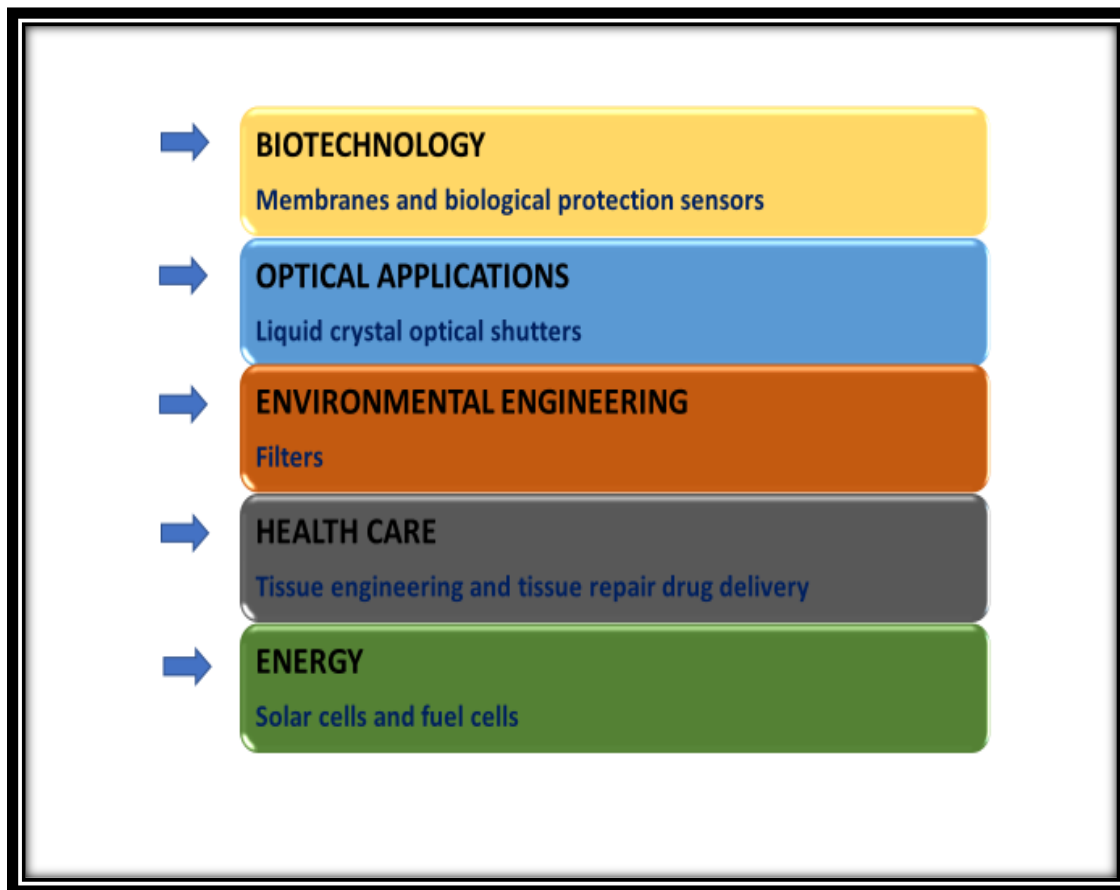 BIOTECHNOLOGY
Membranes and biological protection sensors
OPTICAL APPLICATIONS
Liquid crystal optical shutters
ENVIRONMENTAL ENGINEERING
Filters
HEALTH CARE
Tissue engineering and tissue repair drug delivery
ENERGY
Solar cells and fuel cells